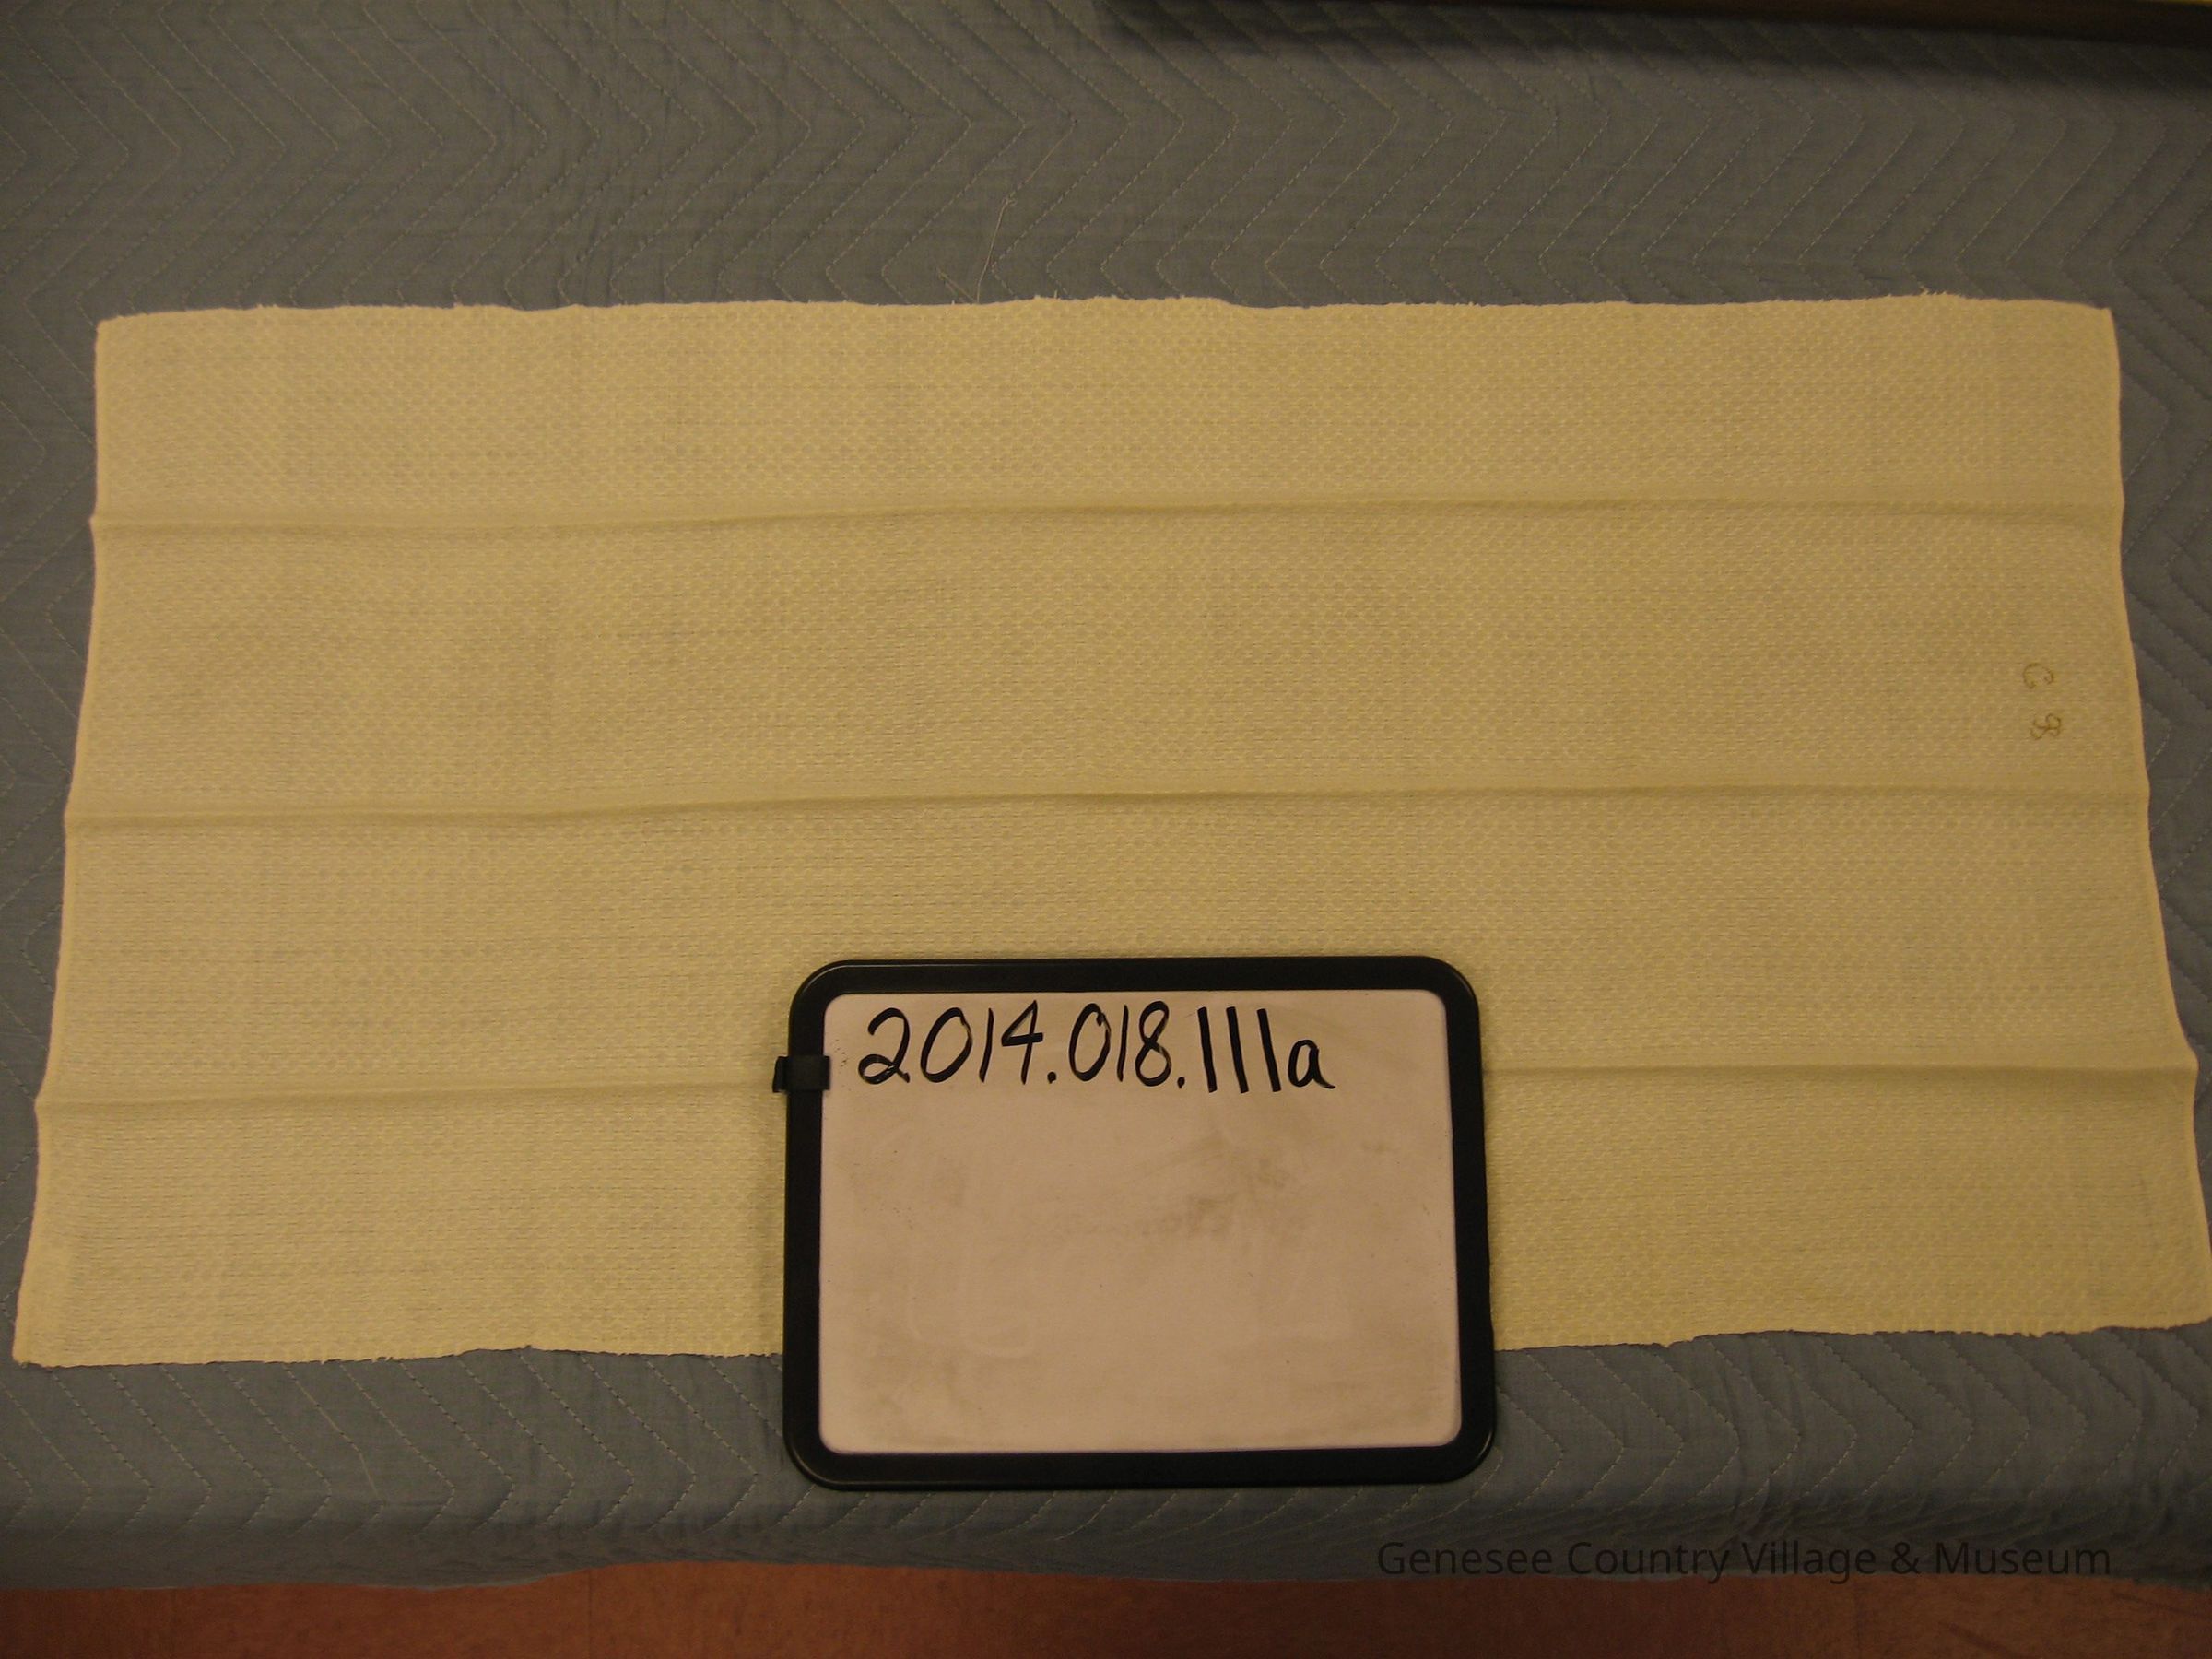 C B
2014.018.111a
Genesee Country Village & Museum